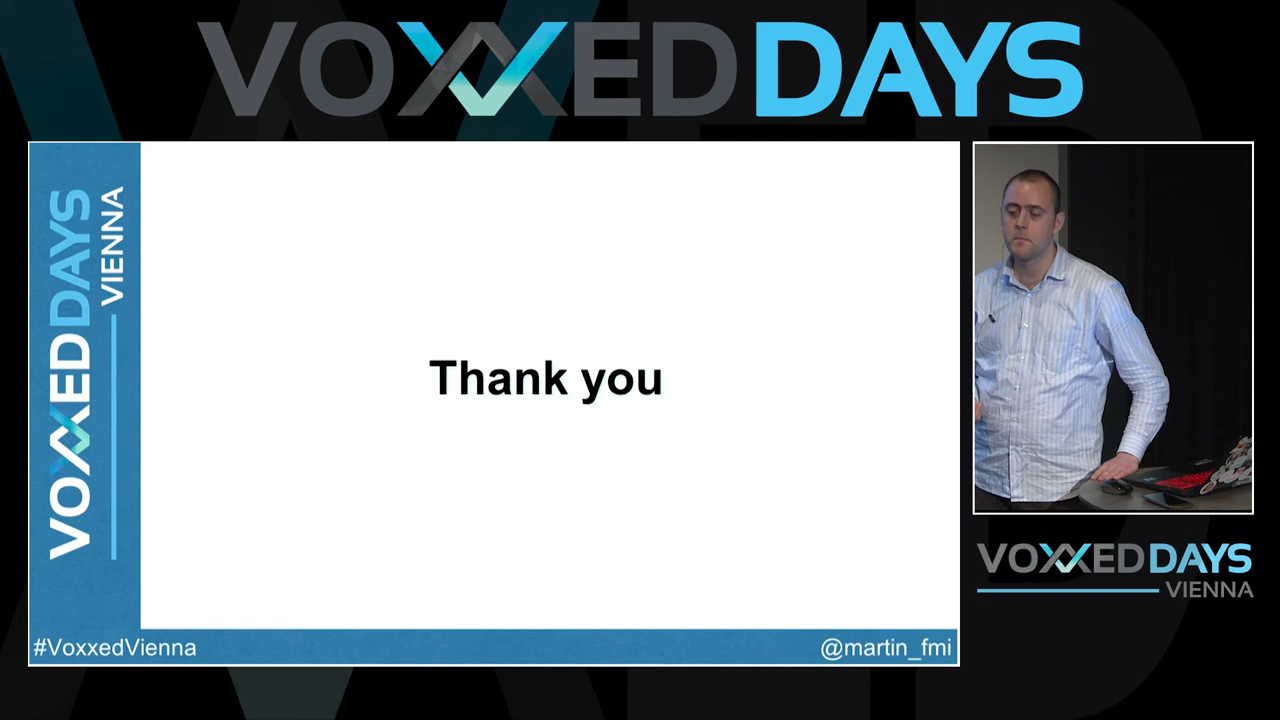 VOXXEDDAYS
VOXXEDDAYS
VIENNA
Thank you
#VoxxedVienna
@martin_fmi
VOXXEDDAYS
VIENNA